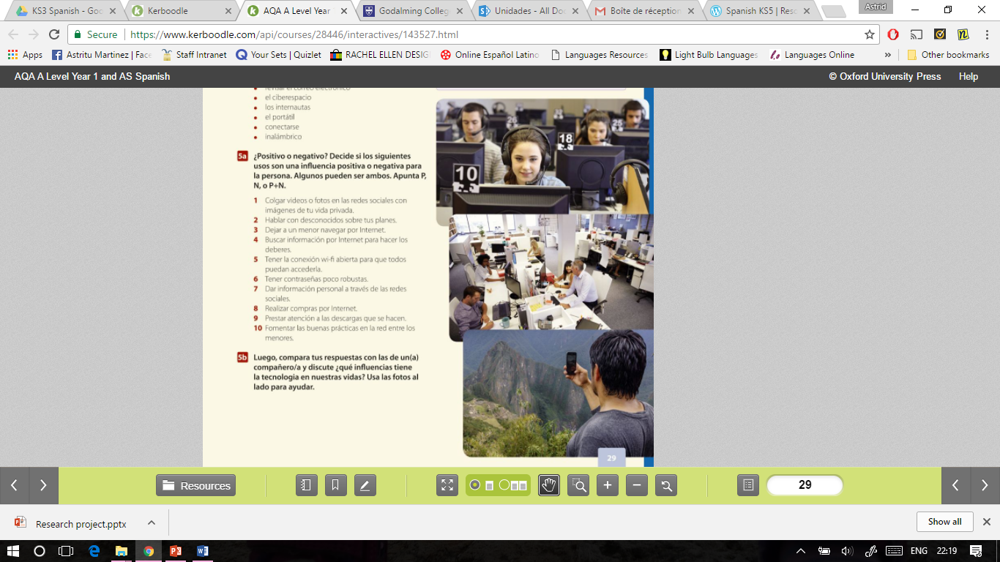 KS3 Spanish - Goo
Kerboodle
AQA A Level Year
Godalming Colleg
Unidades - All Doc
Boîte de réception
Spanish KS5 | Reso
Astrid
Secure | https://www.kerboodle.com/api/courses/28446/interactives/143527.html
Apps
Astritu Martinez | Face
Staff Intranet
Your Sets | Quizlet
RACHEL ELLEN DESIG
Online Español Latino
Languages Resources
Light Bulb Languages
Languages Online
»
Other bookmarks
AQA A Level Year 1 and AS Spanish
© Oxford University Press Help
• revisar el correo electrónico
• el ciberespacio
• los internautas
• el portátil
• conectarse
• inalámbrico
5a ¿Positivo o negativo? Decide si los siguientes
usos son una influencia positiva o negativa para
la persona. Algunos pueden ser ambos. Apunta P,
N, o P+N.
1 Colgar videos o fotos en las redes sociales con
imágenes de tu vida privada.
2 Hablar con desconocidos sobre tus planes.
3 Dejar a un menor navegar por Internet.
4 Buscar información por Internet para hacer los
deberes.
5 Tener la conexión wi-fi abierta para que todos
puedan accederla.
6 Tener contraseñas poco robustas.
7 Dar información personal a través de las redes
sociales.
8 Realizar compras por Internet.
9 Prestar atención a las descargas que se hacen.
10 Fomentar las buenas prácticas en la red entre los
menores.
5b Luego, compara tus respuestas con las de un(a)
compañero/a y discute ¿qué influencias tiene
la tecnología en nuestras vidas? Usa las fotos al
lado para ayudar.
26
25
18
10
29
Resources
29
Research project.pptx
Show all
ENG 22:19